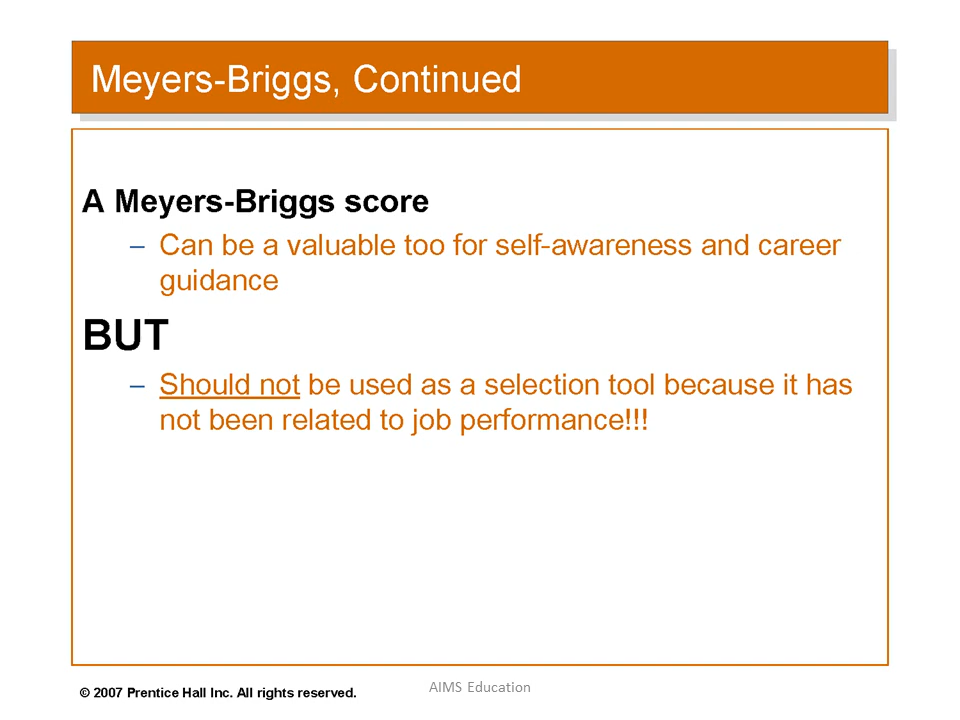 Meyers-Briggs, Continued
A Meyers-Briggs score
– Can be a valuable too for self-awareness and career
guidance
BUT
– Should not be used as a selection tool because it has
not been related to job performance!!!
© 2007 Prentice Hall Inc. All rights reserved.
AIMS Education